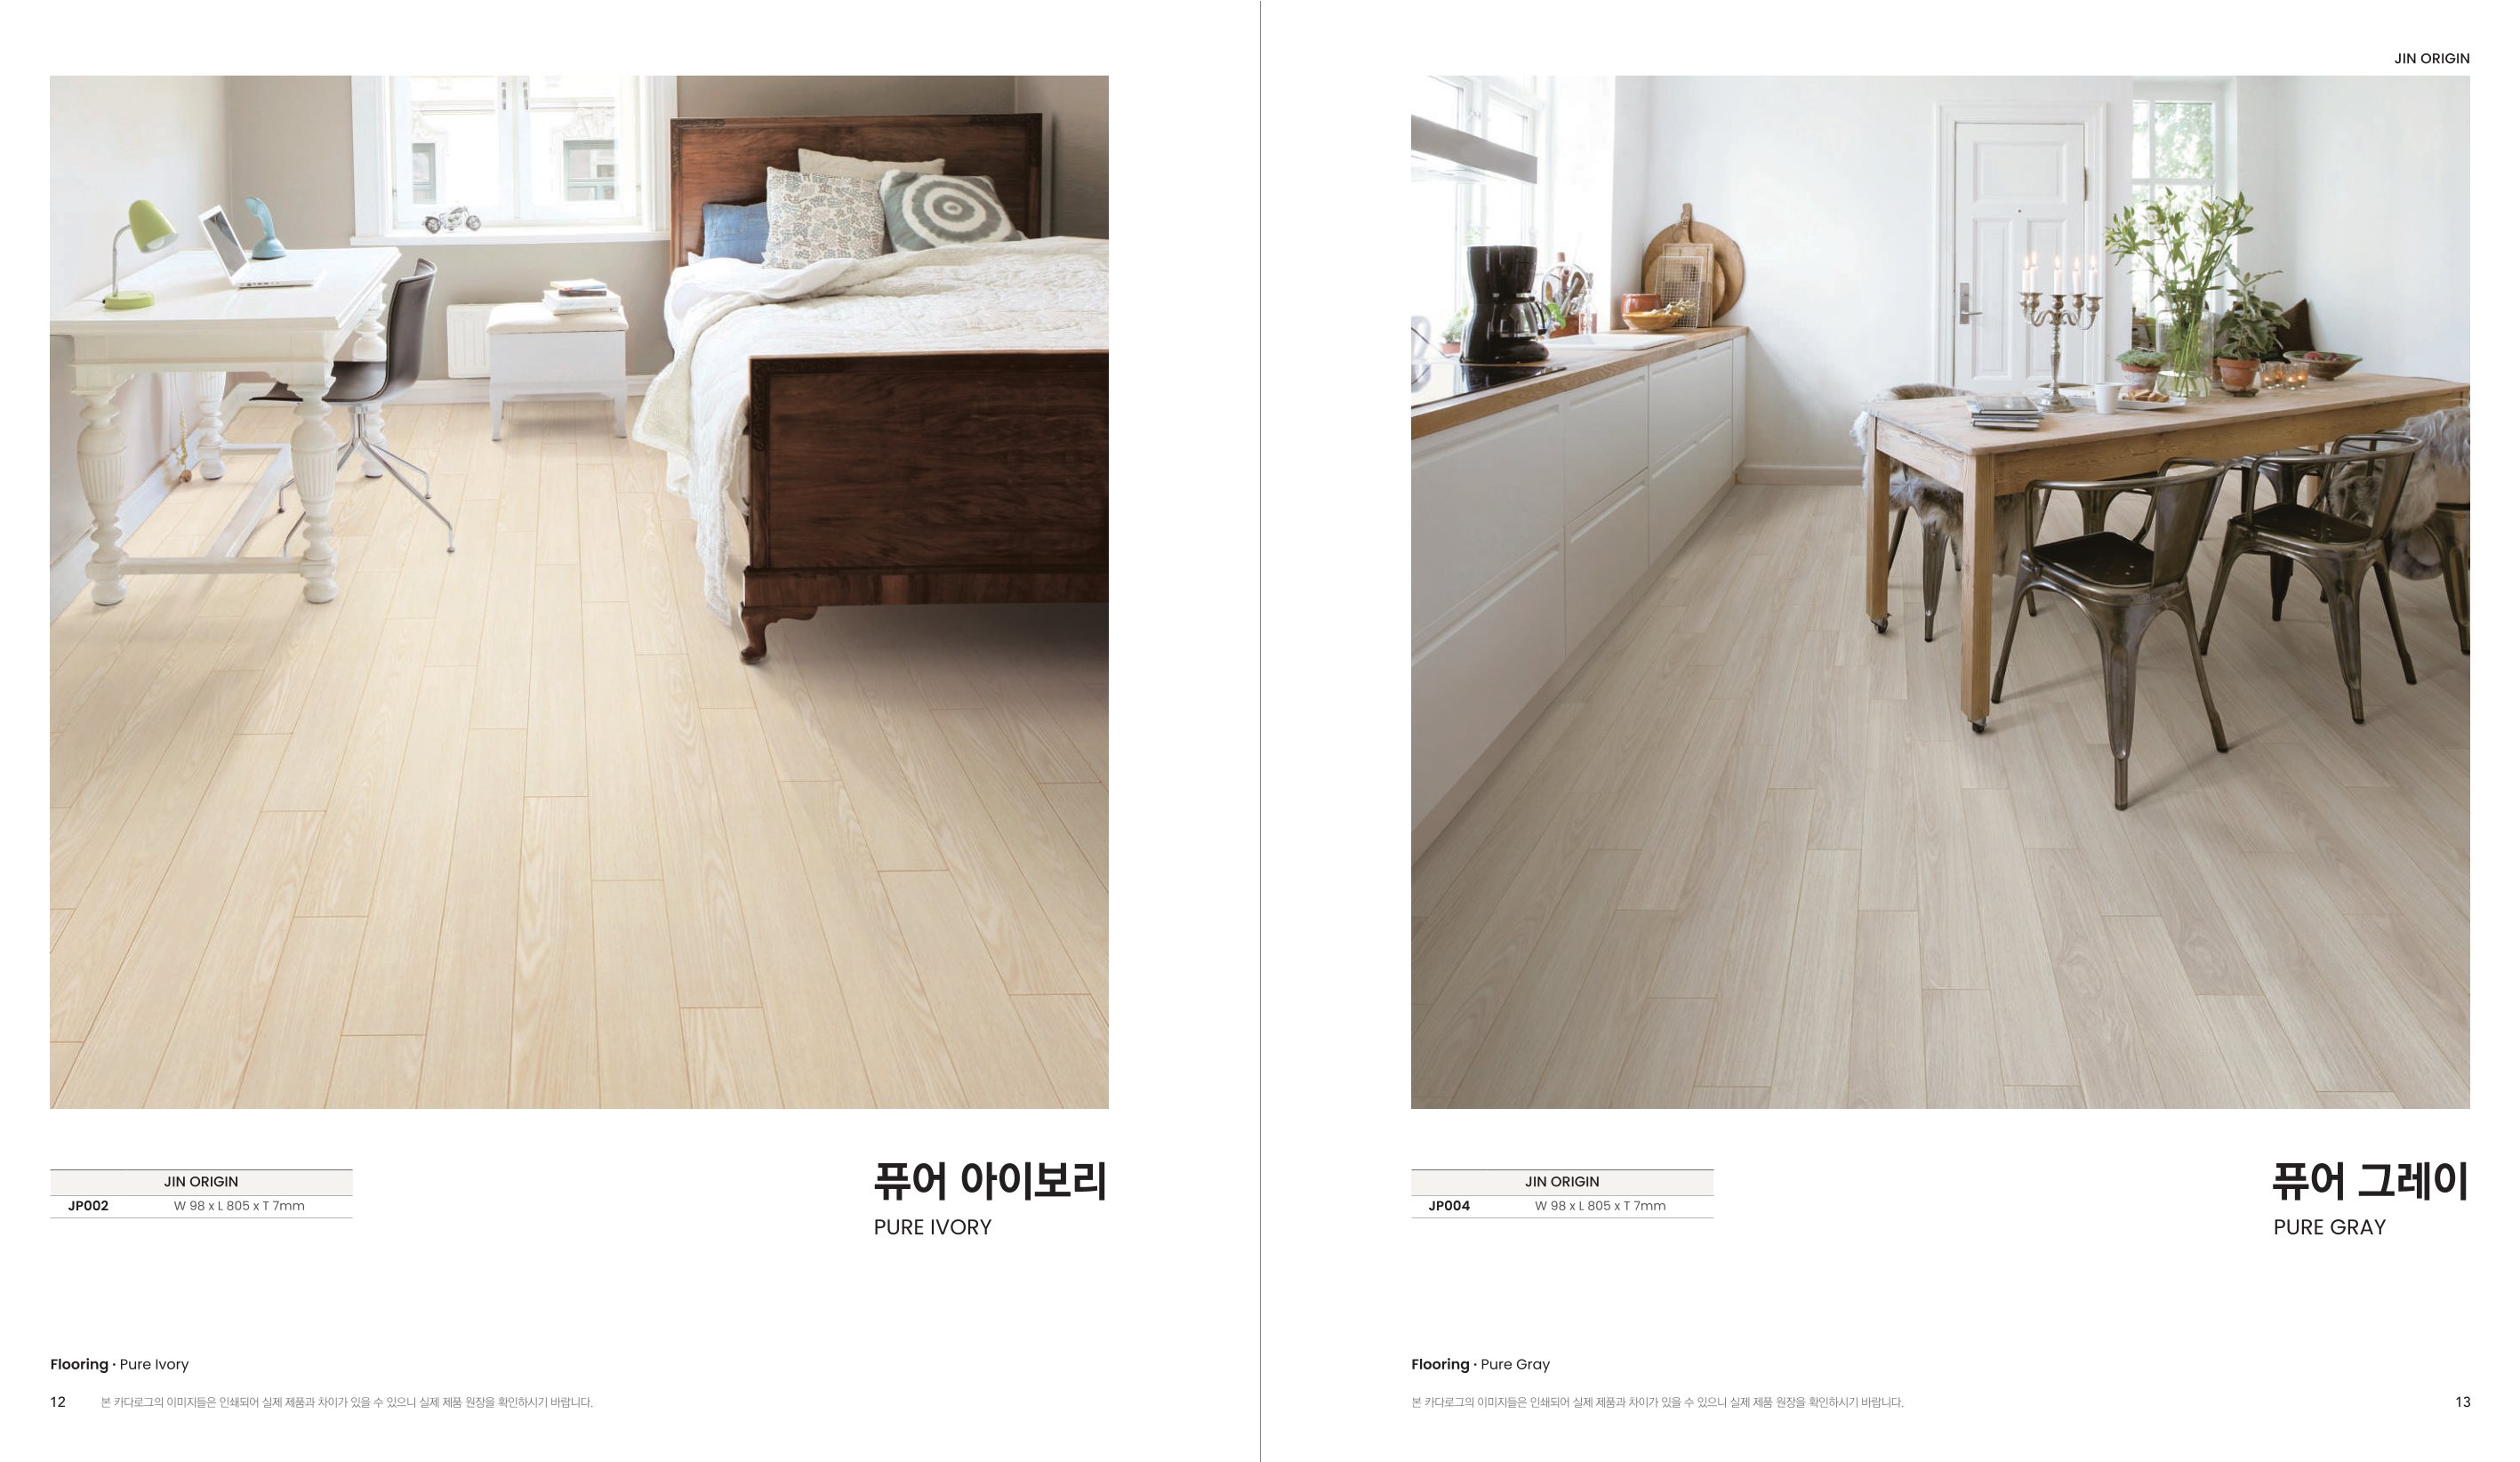 JIN ORIGIN
JP002 W 98 x L 805 x T 7mm
퓨어 아이보리
PURE IVORY
Flooring · Pure Ivory
12 본 카다로그의 이미지들은 인쇄되어 실제 제품과 차이가 있을 수 있으니 실제 제품 원장을 확인하시기 바랍니다.
JIN ORIGIN
JIN ORIGIN
JP004 W 98 x L 805 x T 7mm
퓨어 그레이
PURE GRAY
Flooring · Pure Gray
본 카다로그의 이미지들은 인쇄되어 실제 제품과 차이가 있을 수 있으니 실제 제품 원장을 확인하시기 바랍니다. 13